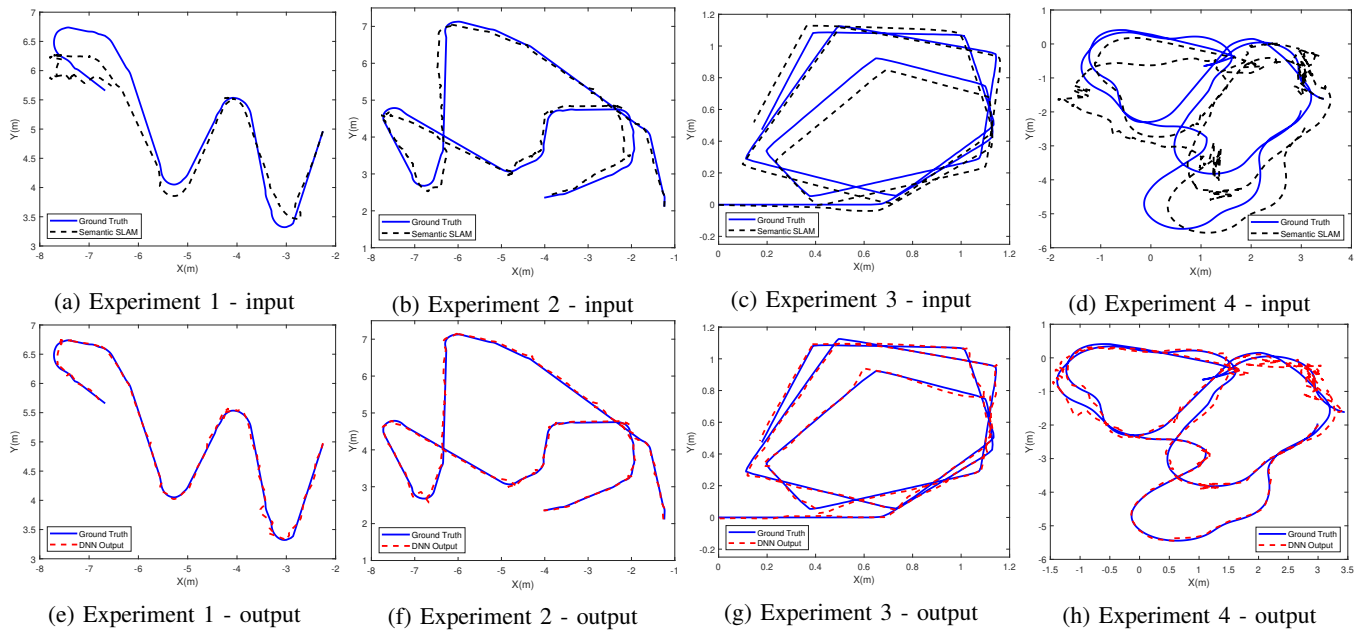 Y(m)
7
6.5
6
5.5
5
4.5
4
3.5
3
Ground Truth
Semantic SLAM
-8 -7 -6 -5 -4 -3 -2
X(m)
(a) Experiment 1 - input
Y(m)
7
6
5
4
3
2
1
Ground Truth
Semantic SLAM
-8 -7 -6 -5 -4 -3 -2 -1
X(m)
(b) Experiment 2 - input
Y(m)
1.2
1
0.8
0.6
0.4
0.2
0
-0.2
Ground Truth
Semantic SLAM
0 0.2 0.4 0.6 0.8 1 1.2
X(m)
(c) Experiment 3 - input
Y(m)
1
0
-1
-2
-3
-4
-5
-6
Ground Truth
Semantic SLAM
-2 -1 0 1 2 3 4
X(m)
(d) Experiment 4 - input
Y(m)
7
6.5
6
5.5
5
4.5
4
3.5
3
Ground Truth
DNN Output
-8 -7 -6 -5 -4 -3 -2
X(m)
(e) Experiment 1 - output
Y(m)
7
6
5
4
3
2
1
Ground Truth
DNN Output
-8 -7 -6 -5 -4 -3 -2 -1
X(m)
(f) Experiment 2 - output
Y(m)
1.2
1
0.8
0.6
0.4
0.2
0
-0.2
Ground Truth
DNN Output
0 0.2 0.4 0.6 0.8 1 1.2
X(m)
(g) Experiment 3 - output
Y(m)
1
0
-1
-2
-3
-4
-5
-6
Ground Truth
DNN Output
-1.5 -1 -0.5 0 0.5 1 1.5 2 2.5 3 3.5
X(m)
(h) Experiment 4 - output